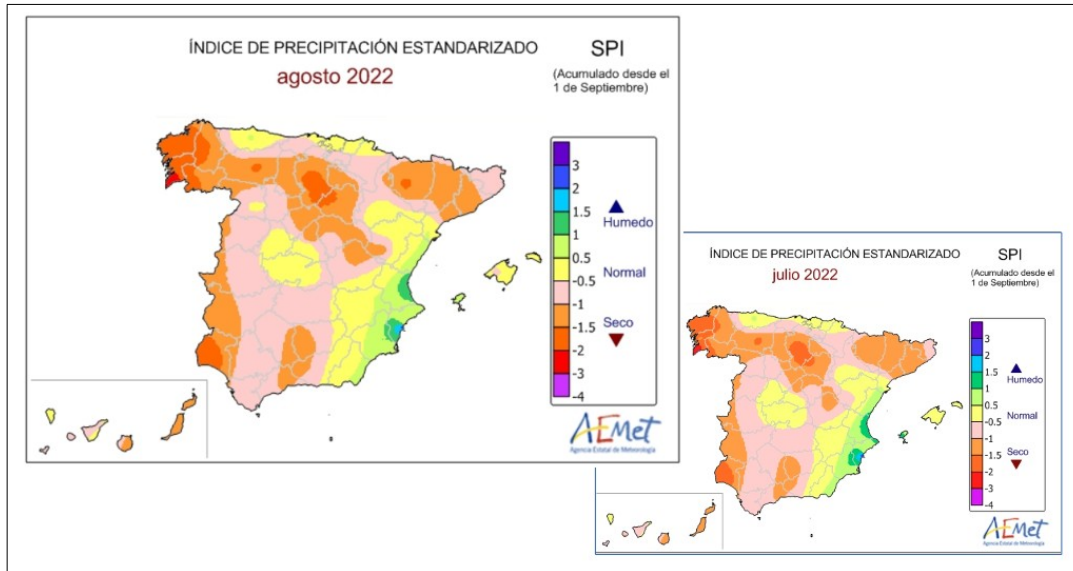 ÍNDICE DE PRECIPITACIÓN ESTANDARIZADO
agosto 2022
SPI
(Acumulado desde el
1 de Septiembre)
3
2
1.5
1
0.5
-0.5
-1
-1.5
-2
-3
-4
Humedo
Normal
Seco
AEMet
Agencia Estatal de Meteorología
ÍNDICE DE PRECIPITACIÓN ESTANDARIZADO
julio 2022
SPI
(Acumulado desde el
1 de Septiembre)
3
2
1.5
1
0.5
-0.5
-1
-1.5
-2
-3
-4
Humedo
Normal
Seco
AEMet
Agencia Estatal de Meteorología